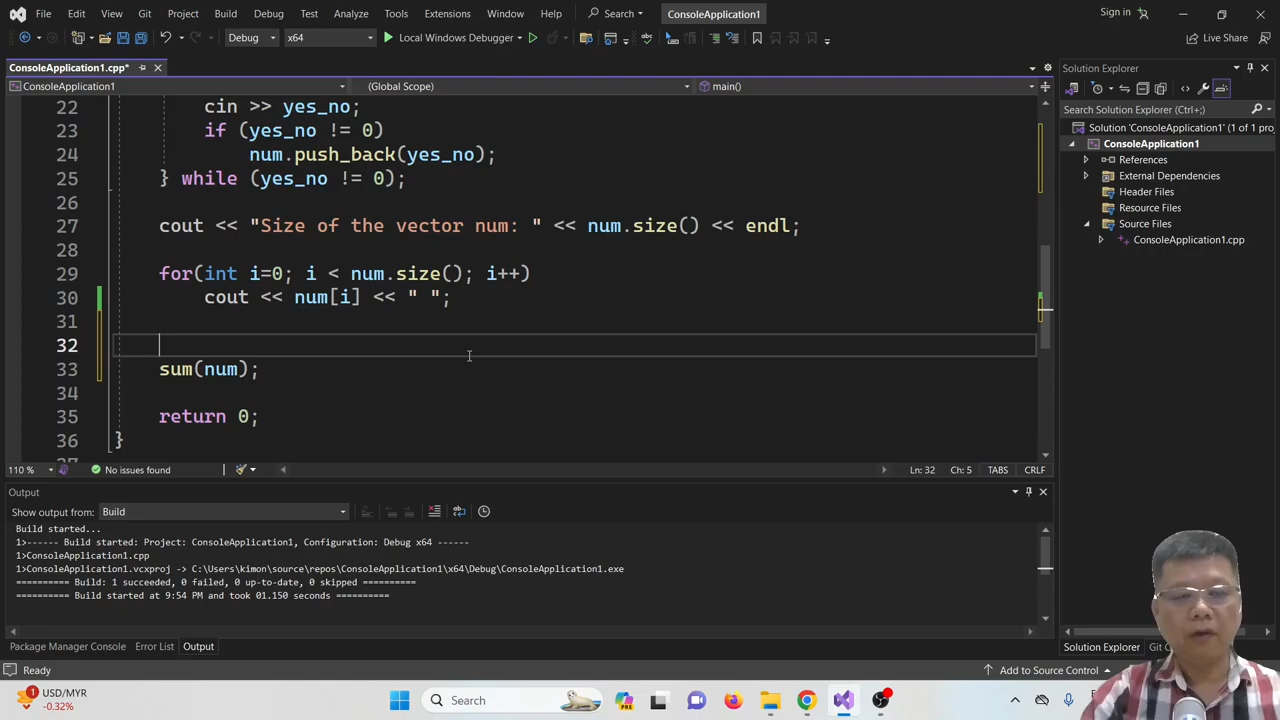 File Edit View Git Project Build Debug Test Analyze Tools Extensions Window Help Search ConsoleApplication1 Sign in
Debug x64 Local Windows Debugger Live Share
ConsoleApplication1.cpp* Solution Explorer
ConsoleApplication1 (Global Scope) main()
Search Solution Explorer (Ctrl+;)
Solution 'ConsoleApplication1' (1 of 1 pro
ConsoleApplication1
References
External Dependencies
Header Files
Resource Files
Source Files
ConsoleApplication1.cpp
22 cin >> yes_no;
23 if (yes_no != 0)
24 num.push_back(yes_no);
25 } while (yes_no != 0);
26
27 cout << "Size of the vector num: " << num.size() << endl;
28
29 for(int i=0; i < num.size(); i++)
30 cout << num[i] << " ";
31
32
33 sum(num);
34
35 return 0;
36 }
110 % No issues found Ln: 32 Ch: 5 TABS CRLF
Output
Show output from: Build
Build started...
1>------ Build started: Project: ConsoleApplication1, Configuration: Debug x64 ------
1>ConsoleApplication1.cpp
1>ConsoleApplication1.vcxproj -> C:\Users\kimon\source\repos\ConsoleApplication1\x64\Debug\ConsoleApplication1.exe
========== Build: 1 succeeded, 0 failed, 0 up-to-date, 0 skipped ==========
========== Build started at 9:54 PM and took 01.150 seconds ==========
Package Manager Console Error List Output
Solution Explorer Git
Ready Add to Source Control
1 USD/MYR
-0.32%
Search
PRE